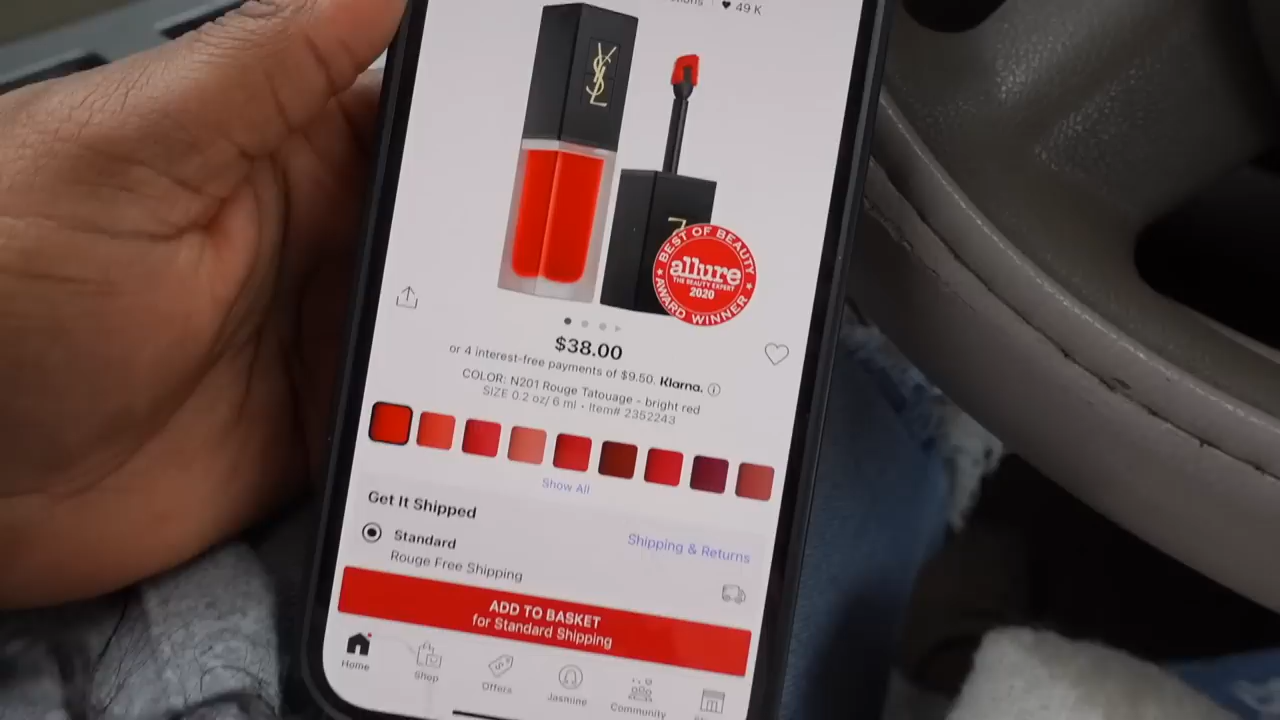 49 K
YSL
BEST OF BEAUTY
allure
THE BEAUTY EXPERT
2020
AWARD WINNER
$38.00
or 4 interest-free payments of $9.50. Klarna.
COLOR: N201 Rouge Tatouage - bright red
SIZE 0.2 oz/ 6 ml • Item# 2352243
Show All
Get It Shipped
Standard
Shipping & Returns
Rouge Free Shipping
ADD TO BASKET
for Standard Shipping
Home
Shop
Offers
Jasmine
Community